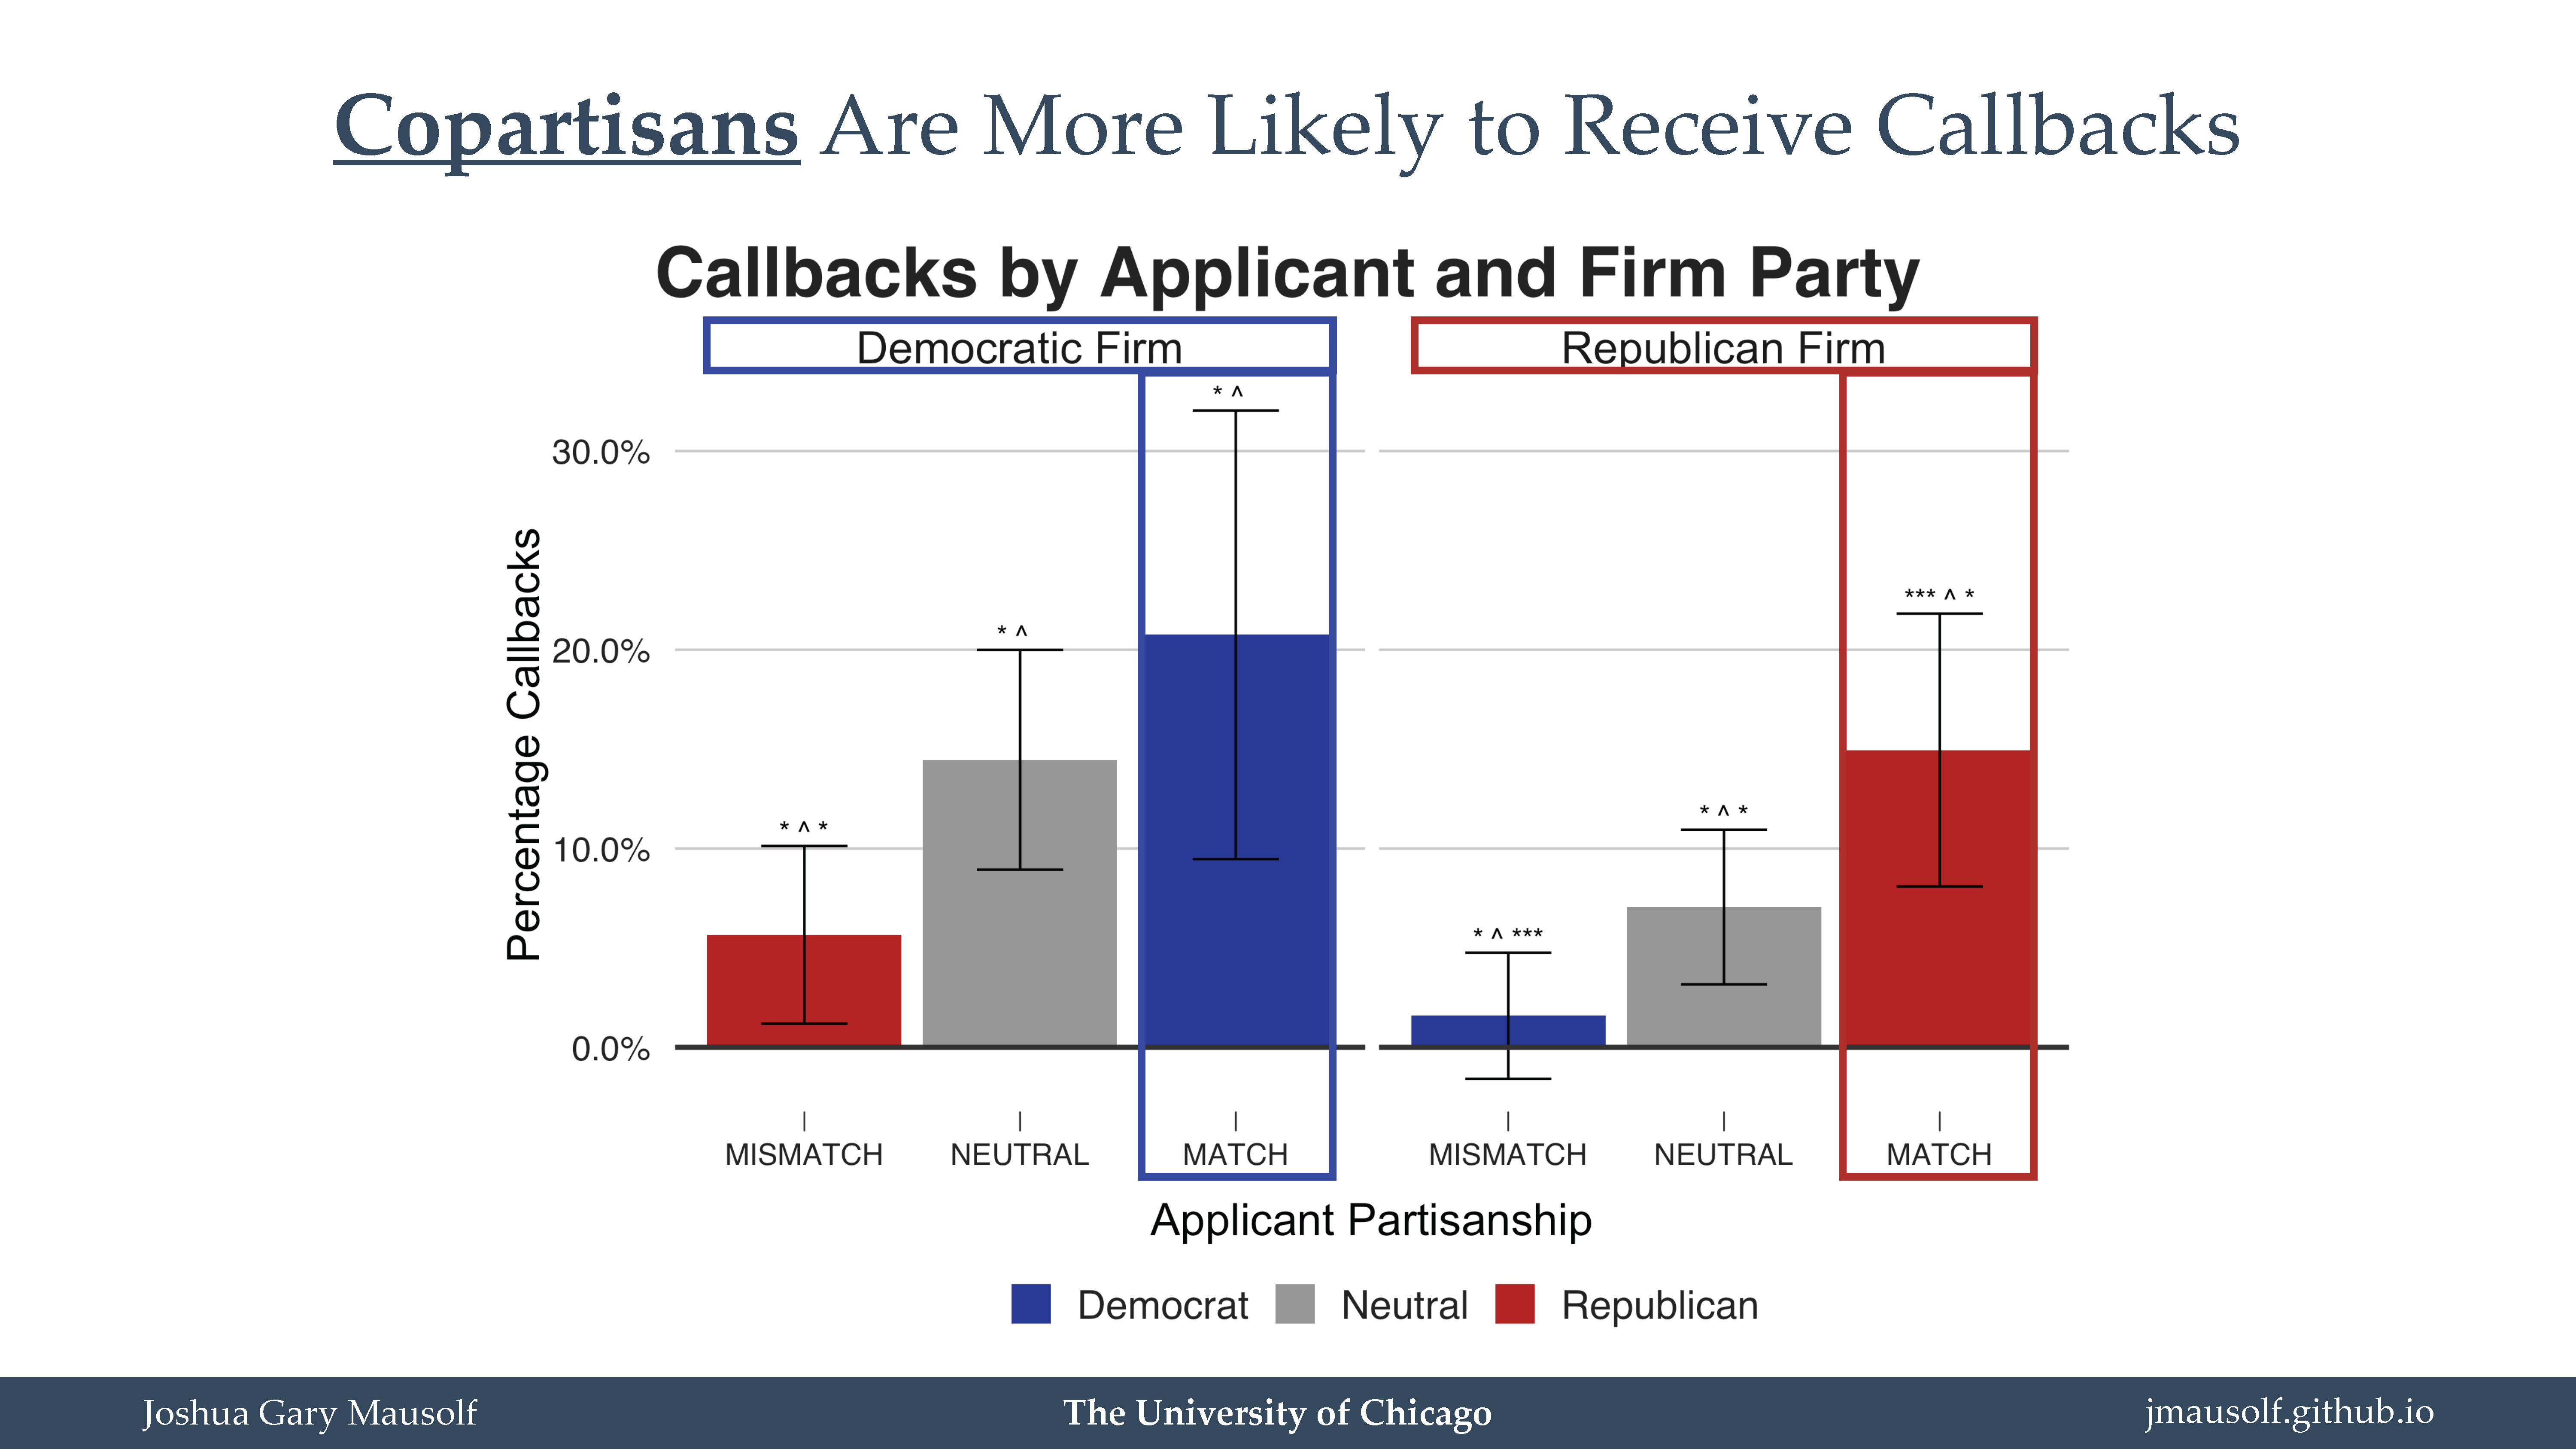 Copartisans Are More Likely to Receive Callbacks
Callbacks by Applicant and Firm Party
Democratic Firm
Republican Firm
Percentage Callbacks
30.0%
20.0%
10.0%
0.0%
* ^ *
* ^
* ^
* ^ ***
* ^ *
*** ^ *
MISMATCH NEUTRAL MATCH
MISMATCH NEUTRAL MATCH
Applicant Partisanship
Democrat Neutral Republican
Joshua Gary Mausolf
The University of Chicago
jmausolf.github.io